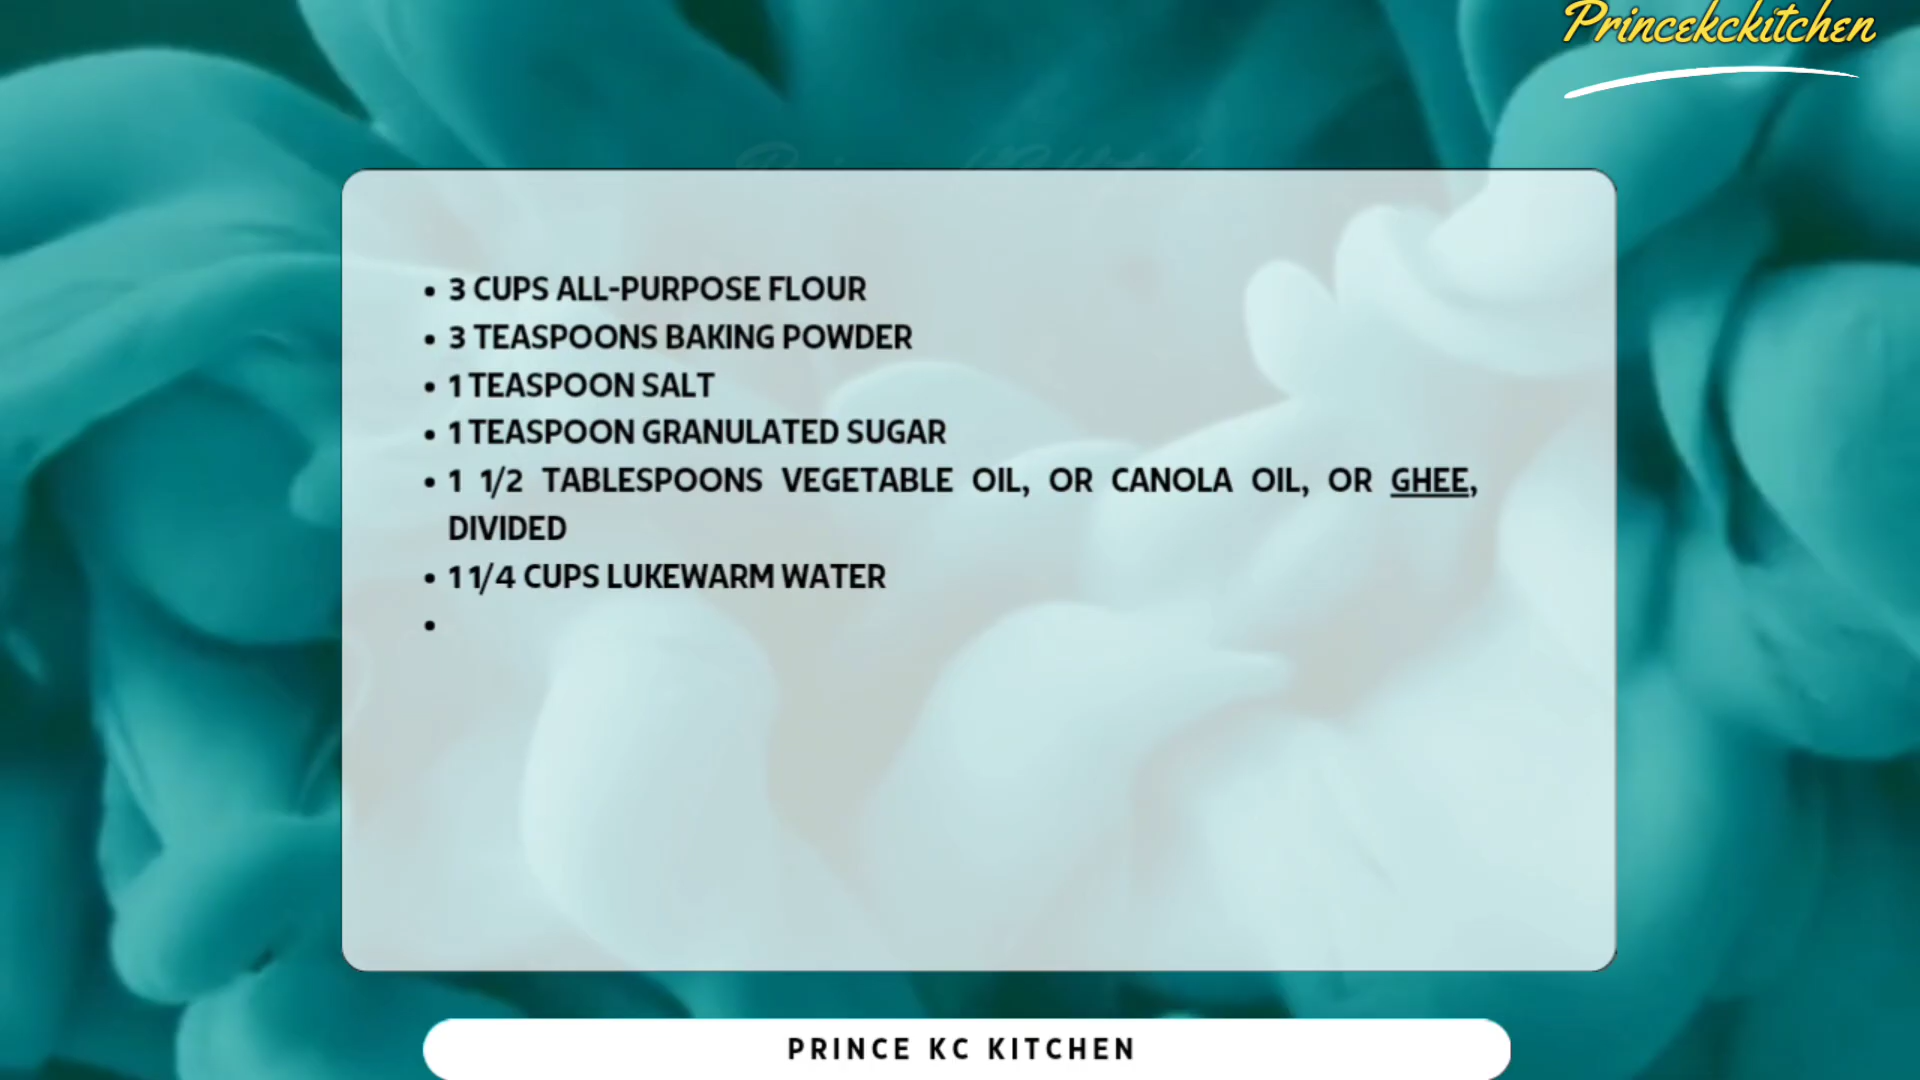 Princekckitchen
• 3 CUPS ALL-PURPOSE FLOUR
• 3 TEASPOONS BAKING POWDER
• 1 TEASPOON SALT
• 1 TEASPOON GRANULATED SUGAR
• 1 1/2 TABLESPOONS VEGETABLE OIL, OR CANOLA OIL, OR GHEE,
DIVIDED
• 1 1/4 CUPS LUKEWARM WATER
•
PRINCE KC KITCHEN